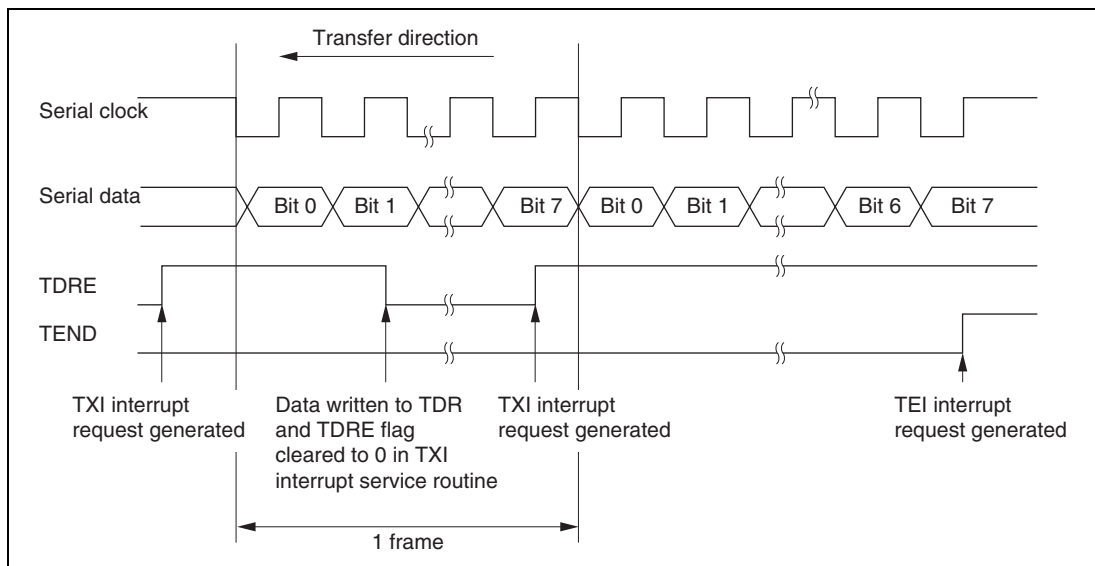 Transfer direction
Serial clock
Serial data
Bit 0
Bit 1
Bit 7
Bit 0
Bit 1
Bit 6
Bit 7
TDRE
TEND
TXI interrupt
request generated
Data written to TDR
and TDRE flag
cleared to 0 in TXI
interrupt service routine
TXI interrupt
request generated
TEI interrupt
request generated
1 frame